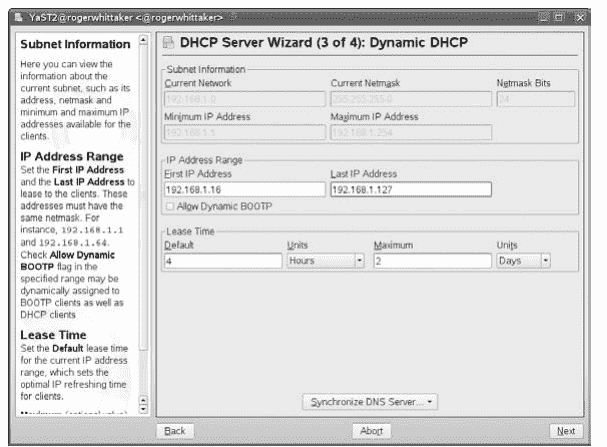 YaST2@rogerwhittaker <@rogerwhittaker>
Subnet Information
Here you can view the
information about the
current subnet, such as its
address, netmask and
minimum and maximum IP
addresses available for the
clients.
IP Address Range
Set the First IP Address
and the Last IP Address to
lease to the clients. These
addresses must have the
same netmask. For
instance, 192.168.1.1
and 192.168.1.64.
Check Allow Dynamic
BOOTP flag in the
specified range may be
dynamically assigned to
BOOTP clients as well as
DHCP clients
Lease Time
Set the Default lease time
for the current IP address
range, which sets the
optimal IP refreshing time
for clients.
DHCP Server Wizard (3 of 4): Dynamic DHCP
Subnet Information
Current Network Current Netmask Netmask Bits
192.168.1.0 255.255.255.0 24
Minimum IP Address Maximum IP Address
192.168.1.1 192.168.1.254
IP Address Range
First IP Address Last IP Address
192.168.1.16 192.168.1.127
Allow Dynamic BOOTP
Lease Time
Default Units Maximum Units
4 Hours 2 Days
Synchronize DNS Server...
Back Abort Next